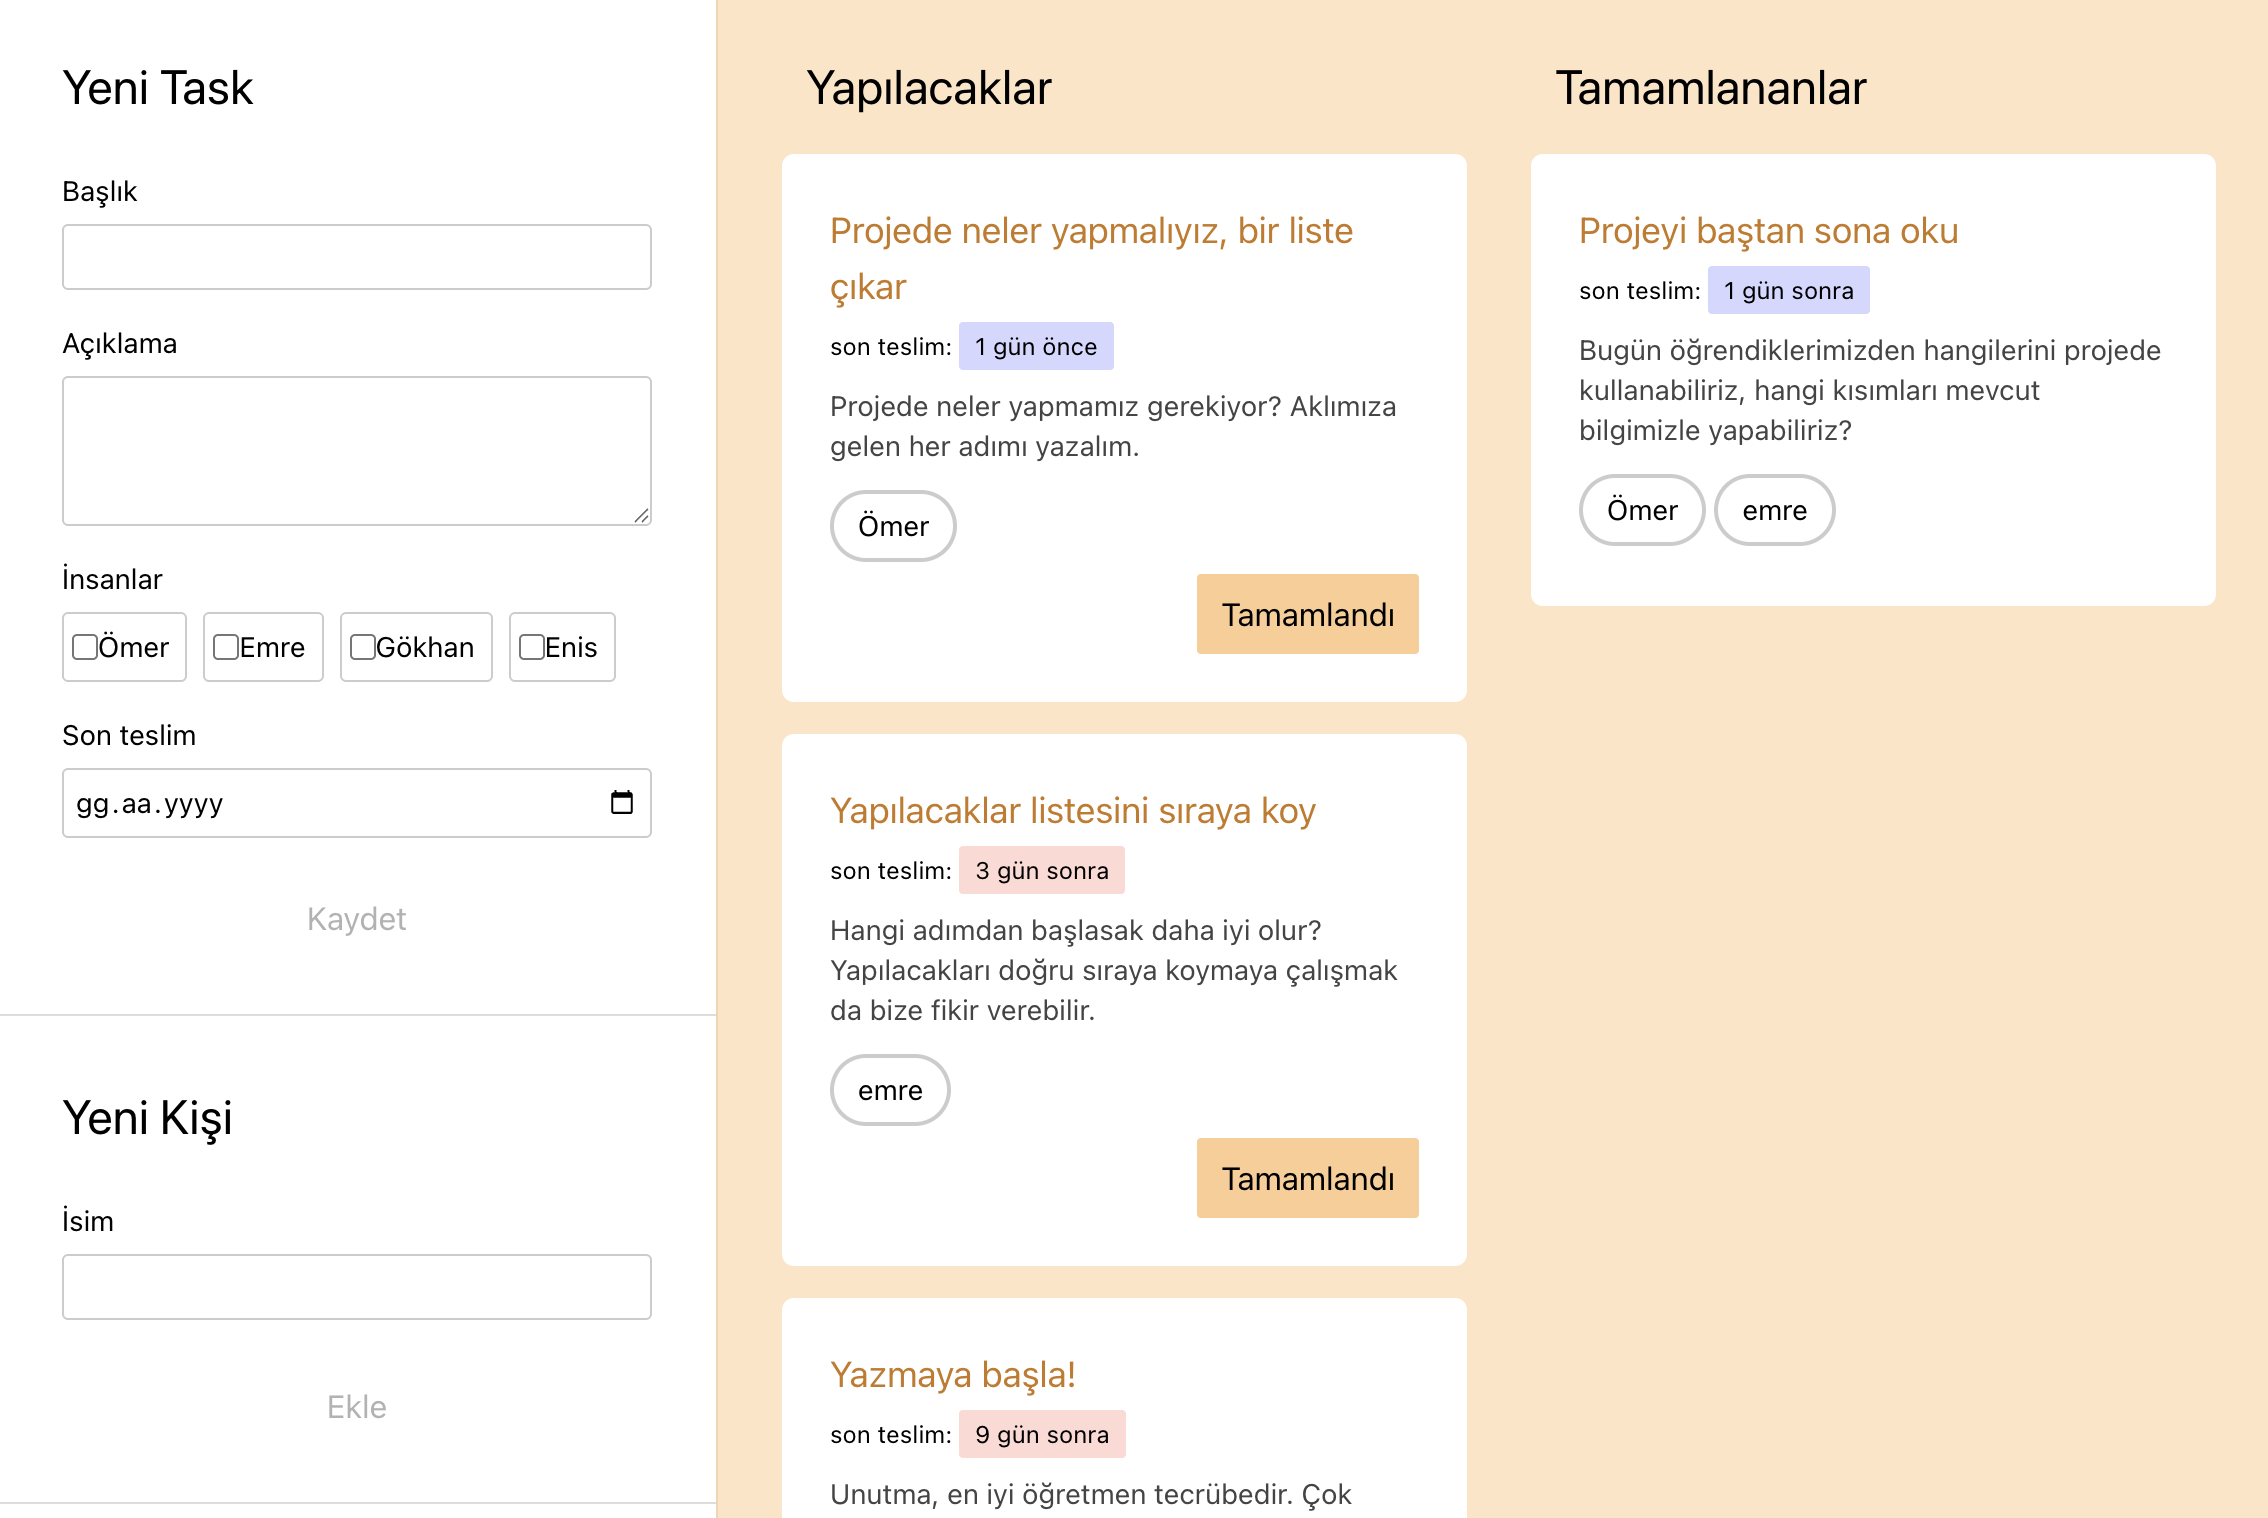 Yeni Task
Başlık
Açıklama
İnsanlar
Ömer
Emre
Gökhan
Enis
Son teslim
gg.aa.yyyy
Kaydet
Yeni Kişi
İsim
Ekle
Yapılacaklar
Projede neler yapmalıyız, bir liste
çıkar
son teslim: 1 gün önce
Projede neler yapmamız gerekiyor? Aklımıza
gelen her adımı yazalım.
Ömer
Tamamlandı
Yapılacaklar listesini sıraya koy
son teslim: 3 gün sonra
Hangi adımdan başlasak daha iyi olur?
Yapılacakları doğru sıraya koymaya çalışmak
da bize fikir verebilir.
emre
Tamamlandı
Yazmaya başla!
son teslim: 9 gün sonra
Unutma, en iyi öğretmen tecrübedir. Çok
Tamamlananlar
Projeyi baştan sona oku
son teslim: 1 gün sonra
Bugün öğrendiklerimizden hangilerini projede
kullanabiliriz, hangi kısımları mevcut
bilgimizle yapabiliriz?
Ömer
emre